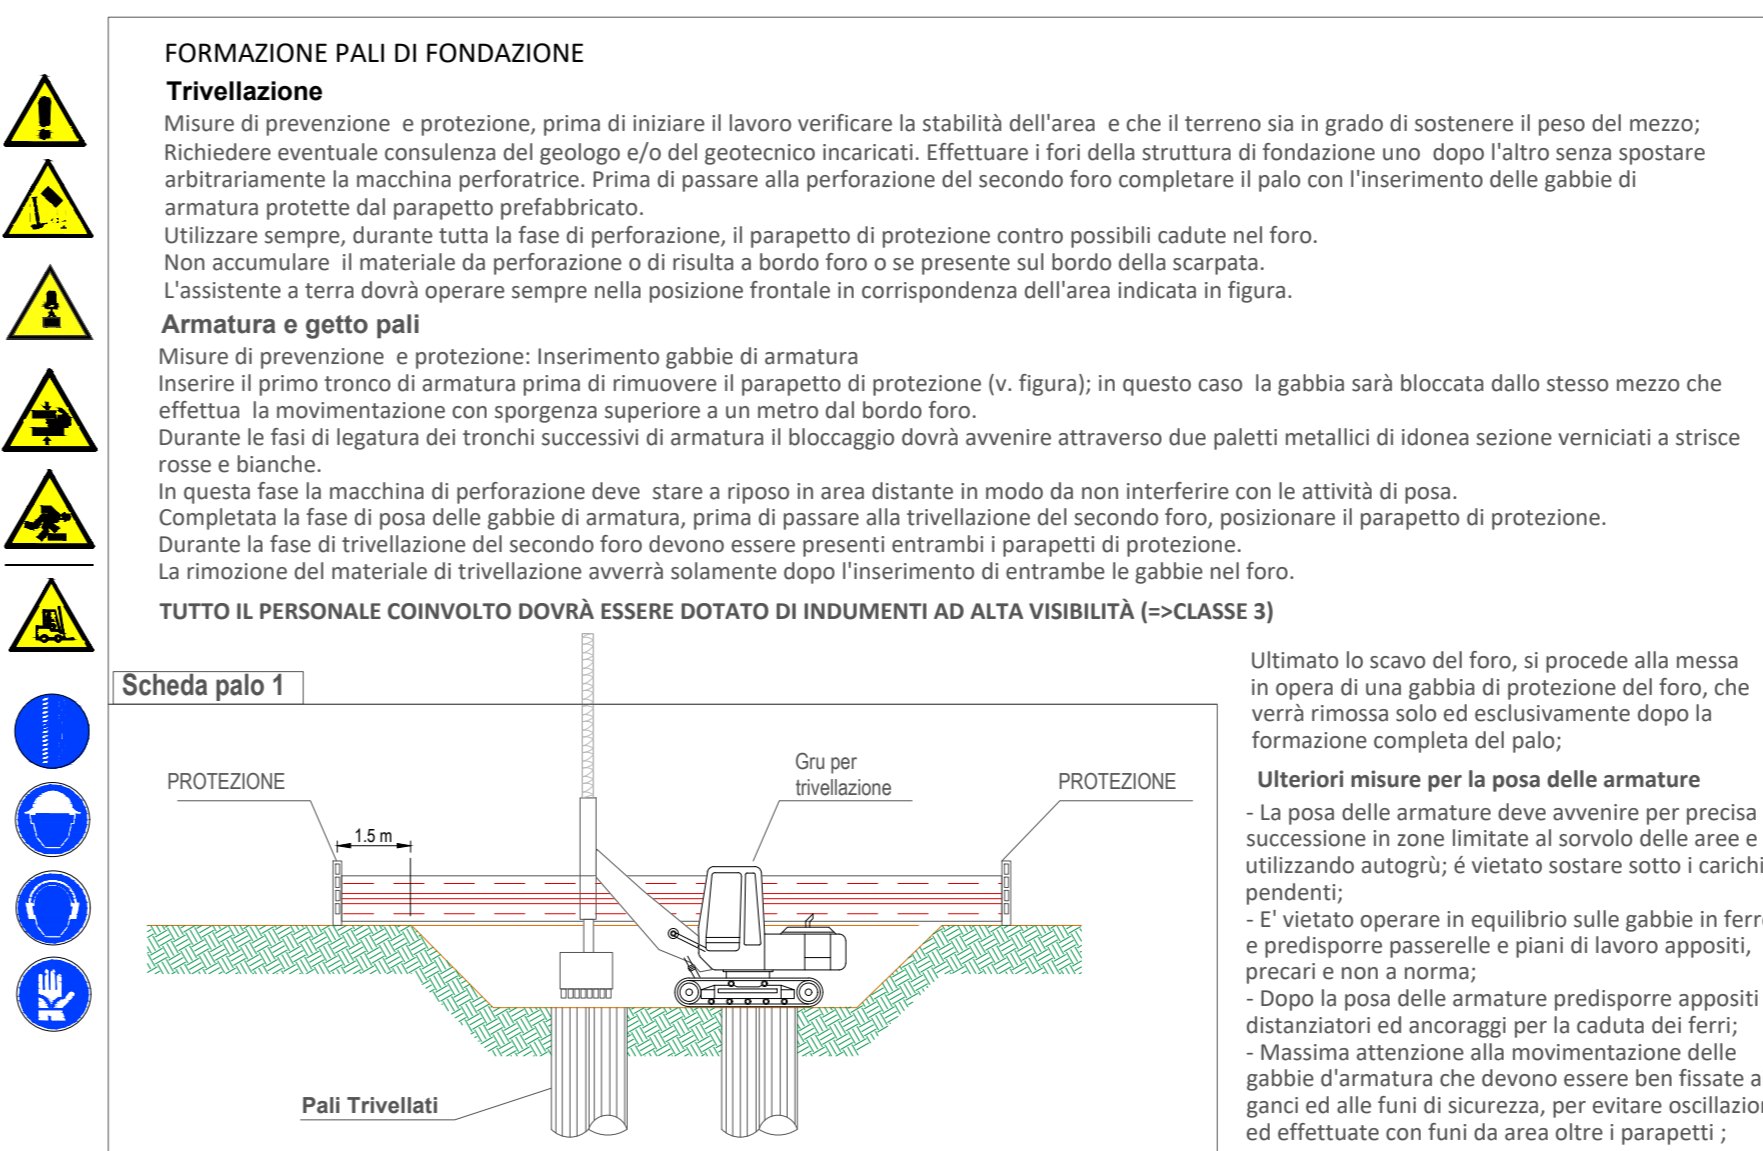 FORMAZIONE PALI DI FONDAZIONE
Trivellazione
Misure di prevenzione e protezione, prima di iniziare il lavoro verificare la stabilità dell'area e che il terreno sia in grado di sostenere il peso del mezzo;
Richiedere eventuale consulenza del geologo e/o del geotecnico incaricati. Effettuare i fori della struttura di fondazione uno dopo l'altro senza spostare
arbitrariamente la macchina perforatrice. Prima di passare alla perforazione del secondo foro completare il palo con l'inserimento delle gabbie di
armatura protette dal parapetto prefabbricato.
Utilizzare sempre, durante tutta la fase di perforazione, il parapetto di protezione contro possibili cadute nel foro.
Non accumulare il materiale da perforazione o di risulta a bordo foro o se presente sul bordo della scarpata.
L'assistente a terra dovrà operare sempre nella posizione frontale in corrispondenza dell'area indicata in figura.
Armatura e getto pali
Misure di prevenzione e protezione: Inserimento gabbie di armatura
Inserire il primo tronco di armatura prima di rimuovere il parapetto di protezione (v. figura); in questo caso la gabbia sarà bloccata dallo stesso mezzo che
effettua la movimentazione con sporgenza superiore a un metro dal bordo foro.
Durante le fasi di legatura dei tronchi successivi di armatura il bloccaggio dovrà avvenire attraverso due paletti metallici di idonea sezione verniciati a strisce
rosse e bianche.
In questa fase la macchina di perforazione deve stare a riposo in area distante in modo da non interferire con le attività di posa.
Completata la fase di posa delle gabbie di armatura, prima di passare alla trivellazione del secondo foro, posizionare il parapetto di protezione.
Durante la fase di trivellazione del secondo foro devono essere presenti entrambi i parapetti di protezione.
La rimozione del materiale di trivellazione avverrà solamente dopo l'inserimento di entrambe le gabbie nel foro.
TUTTO IL PERSONALE COINVOLTO DOVRÀ ESSERE DOTATO DI INDUMENTI AD ALTA VISIBILITÀ (=>CLASSE 3)
Scheda palo 1
PROTEZIONE
1.5 m
Gru per
trivellazione
PROTEZIONE
Pali Trivellati
Ultimato lo scavo del foro, si procede alla messa
in opera di una gabbia di protezione del foro, che
verrà rimossa solo ed esclusivamente dopo la
formazione completa del palo;
Ulteriori misure per la posa delle armature
- La posa delle armature deve avvenire per precisa
successione in zone limitate al sorvolo delle aree e
utilizzando autogrù; é vietato sostare sotto i carichi
pendenti;
- E' vietato operare in equilibrio sulle gabbie in ferro
e predisporre passerelle e piani di lavoro appositi,
precari e non a norma;
- Dopo la posa delle armature predisporre appositi
distanziatori ed ancoraggi per la caduta dei ferri;
- Massima attenzione alla movimentazione delle
gabbie d'armatura che devono essere ben fissate a
ganci ed alle funi di sicurezza, per evitare
ed effettuate con funi da area oltre i parapetti ;